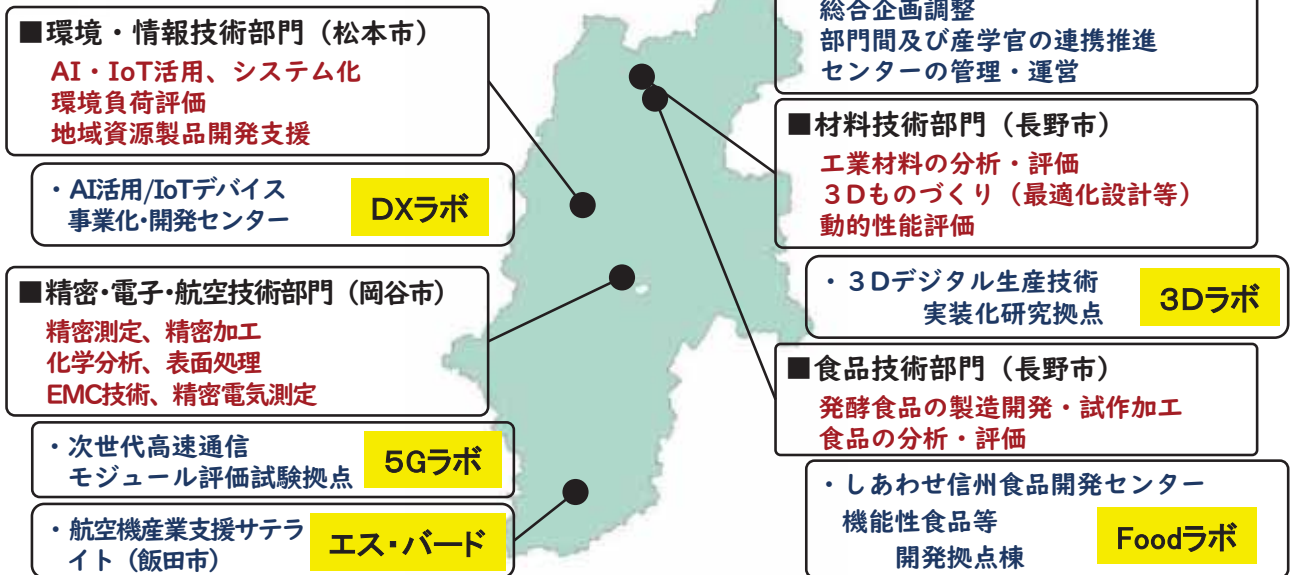 ■環境・情報技術部門（松本市）
AI・IoT活用、システム化
環境負荷評価
地域資源製品開発支援
・AI活用/IoTデバイス
事業化・開発センター
DXラボ
■精密・電子・航空技術部門（岡谷市）
精密測定、精密加工
化学分析、表面処理
EMC技術、精密電気測定
・次世代高速通信
モジュール評価試験拠点
5Gラボ
・航空機産業支援サテラ
イト（飯田市）
エス・バード
総合企画調整
部門間及び産学官の連携推進
センターの管理・運営
■材料技術部門（長野市）
工業材料の分析・評価
３Dものづくり（最適化設計等）
動的性能評価
・３Dデジタル生産技術
実装化研究拠点
3Dラボ
■食品技術部門（長野市）
発酵食品の製造開発・試作加工
食品の分析・評価
・しあわせ信州食品開発センター
機能性食品等
開発拠点棟
Foodラボ